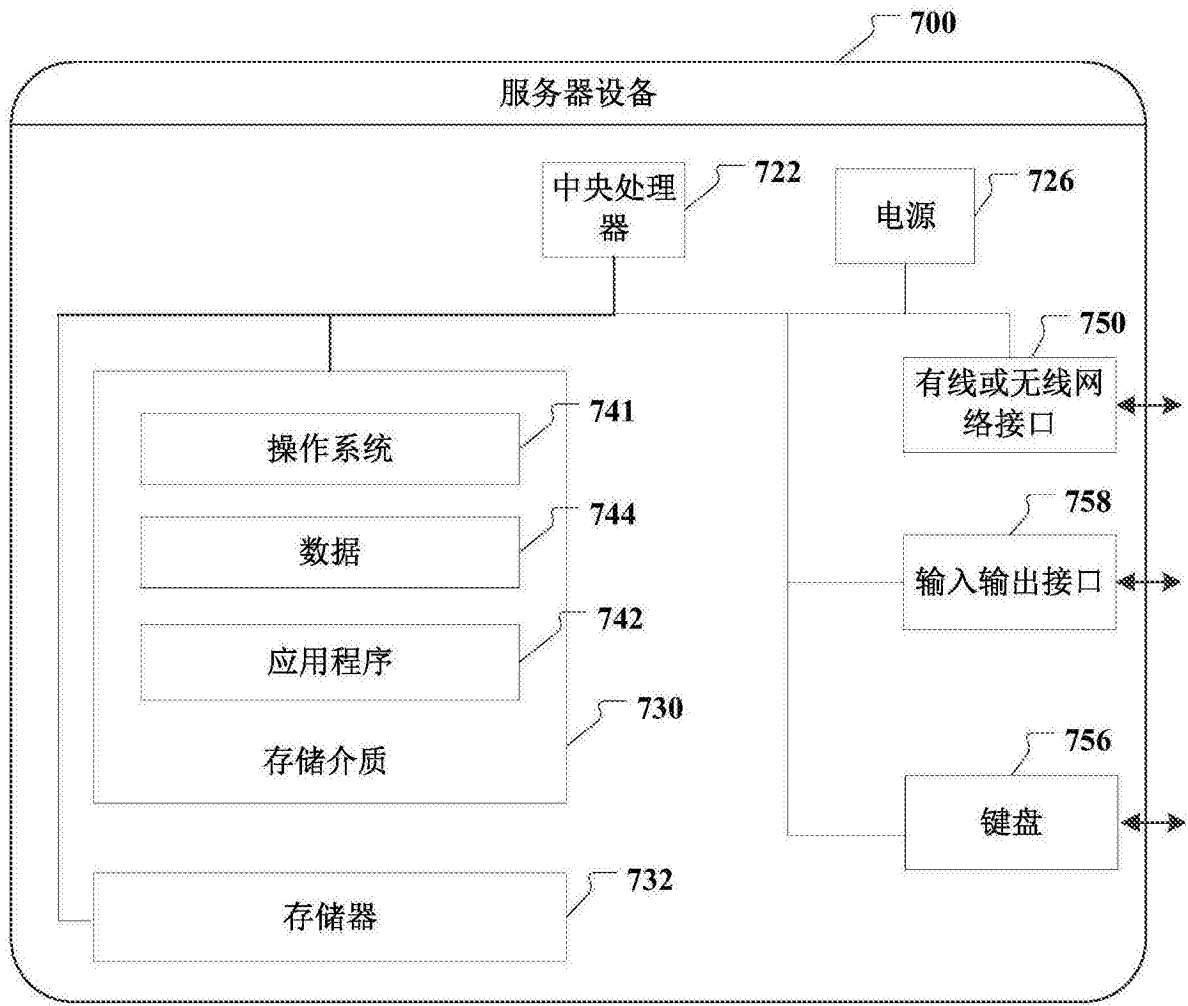 700
服务器设备
中央处理
器
722
电源
726
750
有线或无线网
络接口
741
操作系统
744
数据
758
输入输出接口
742
应用程序
730
存储介质
756
键盘
732
存储器